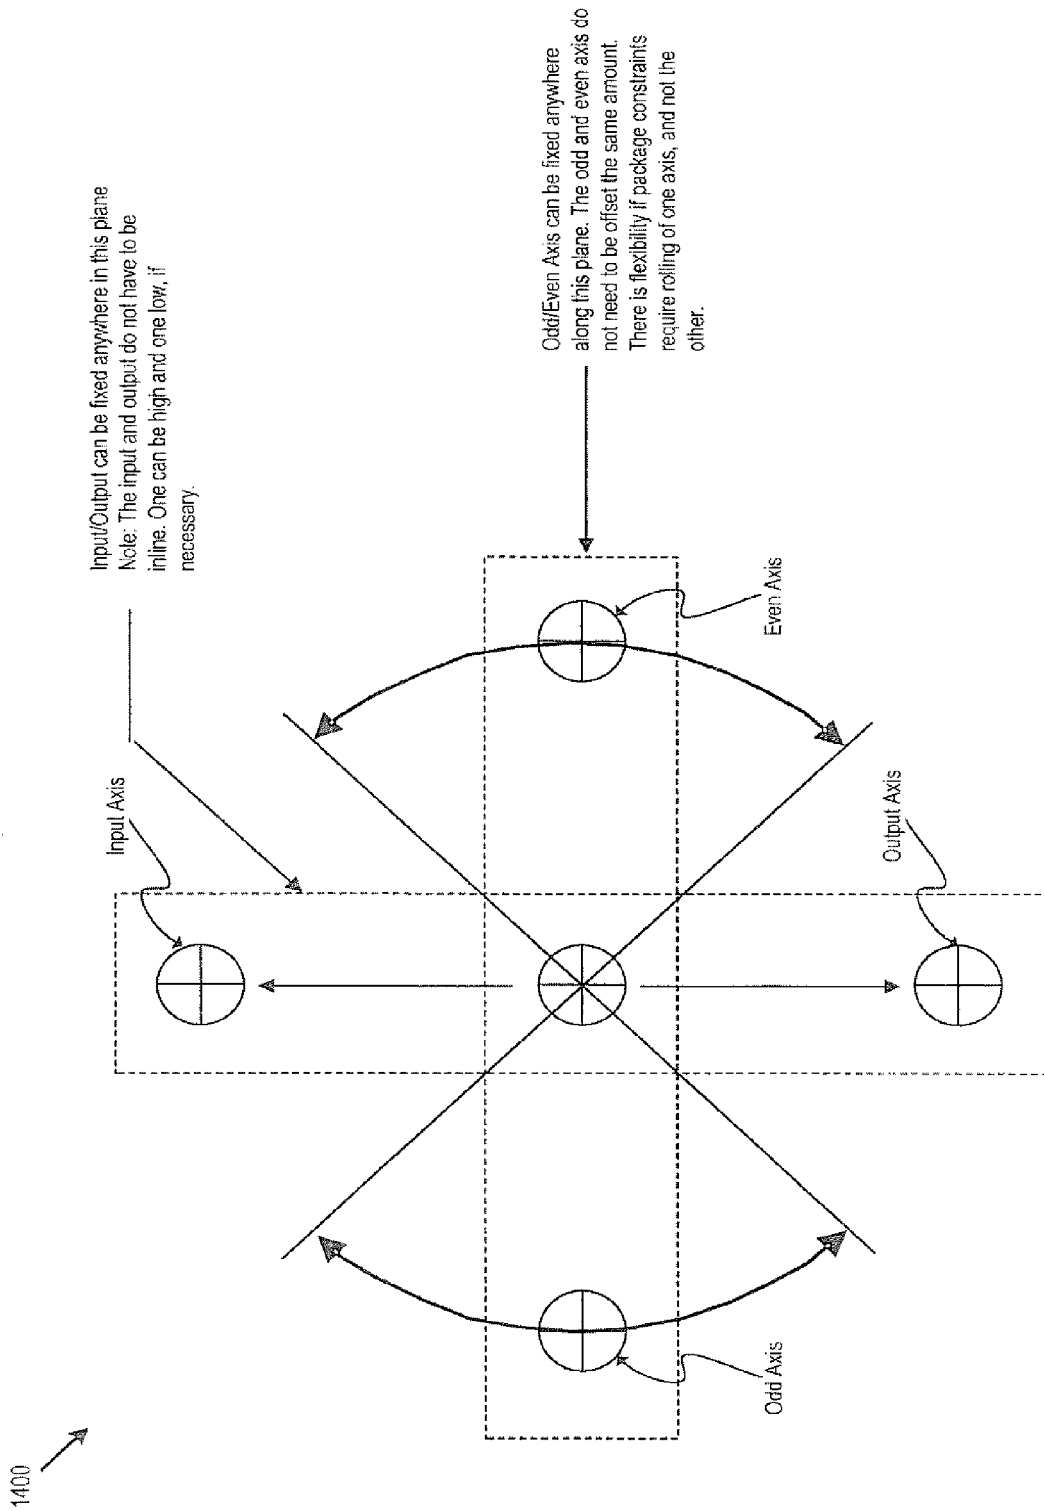 1400
Input/Output can be fixed anywhere in this plane
Note: The input and output do not have to be
inline. One can be high and one low, if
necessary.
Input Axis
Odd/Even Axis can be fixed anywhere
along this plane. The odd and even axis do
not need to be offset the same amount.
There is flexibility if package constraints
require rolling of one axis, and not the
other.
Odd Axis
Even Axis
Output Axis